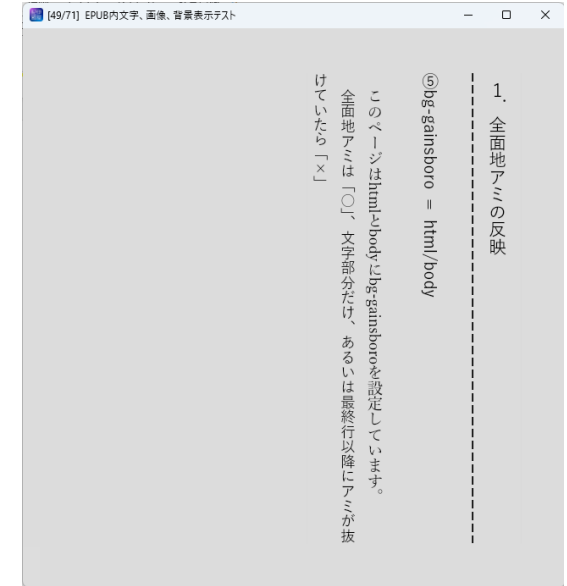 [49/71] EPUB内文字、画像、背景表示テスト
1．全面地アミの反映
⑤bg-gainsboro = html/body
このページはhtmlとbodyにbg-gainsboroを設定しています。
全面地アミは「○」、文字部分だけ、あるいは最終行以降にアミが抜
けていたら「×」